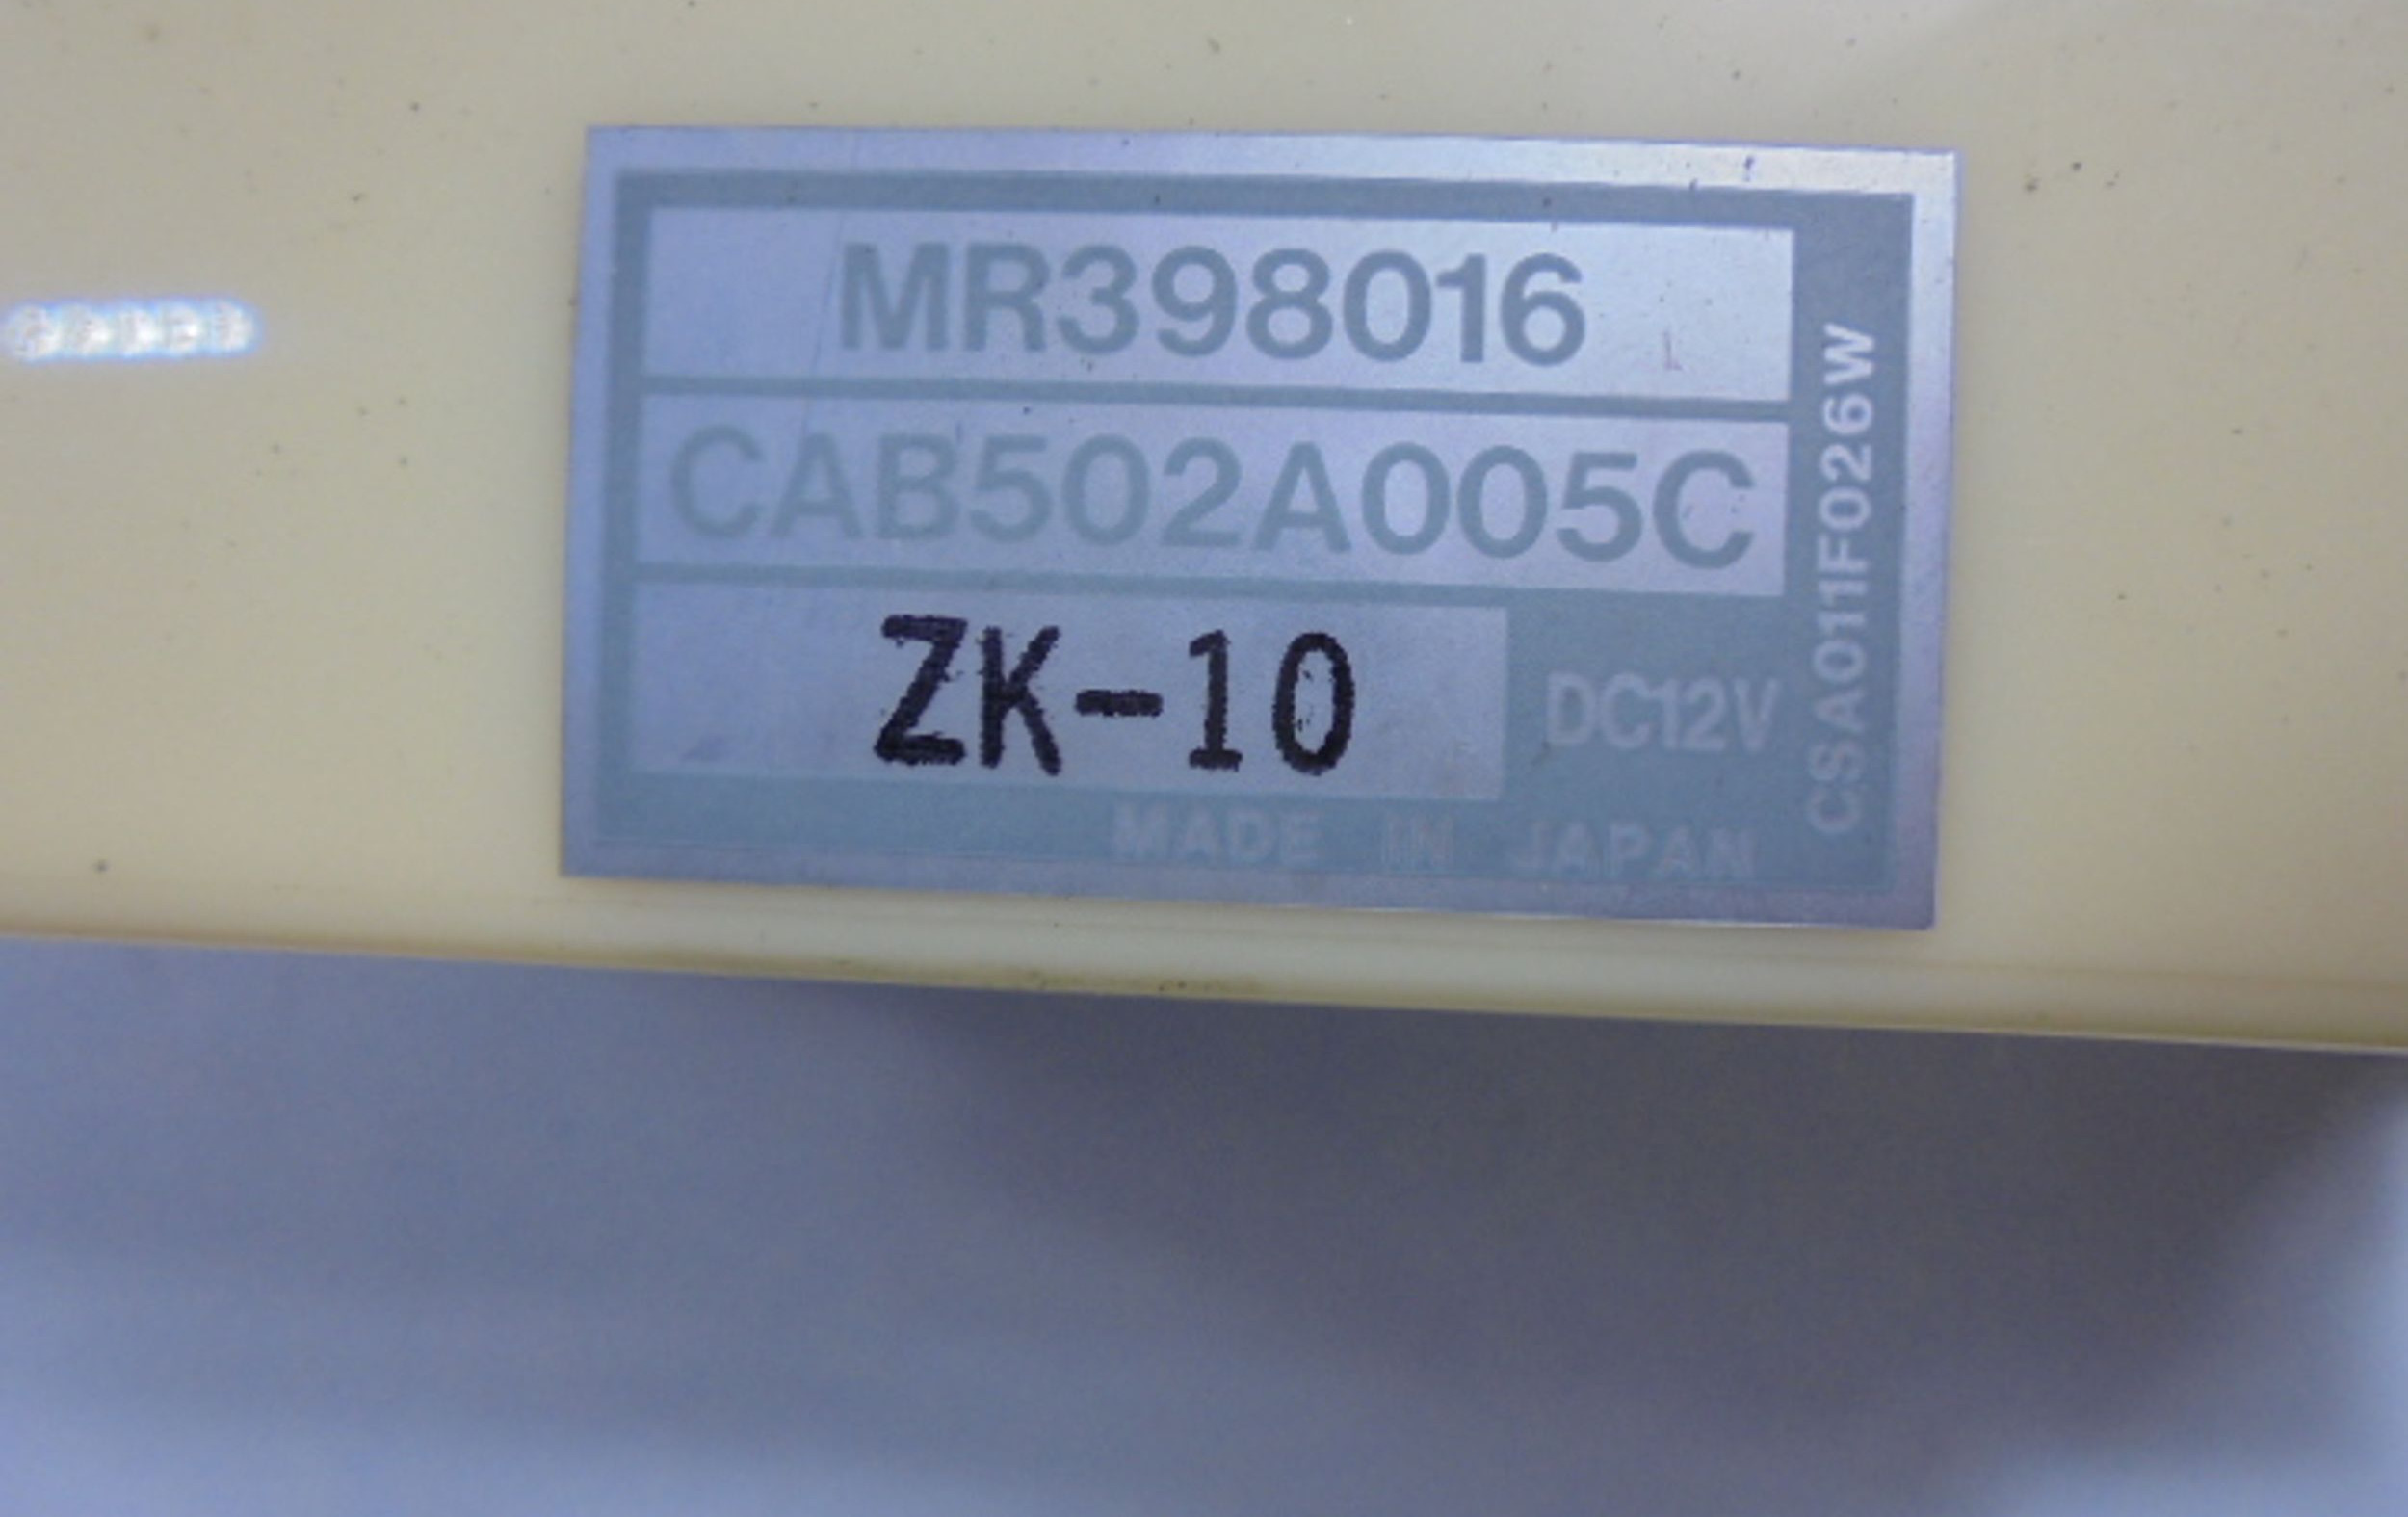 MR398016
CAB502A005C
ZK-10
DC12V
MADE IN JAPAN
CSA011F026W